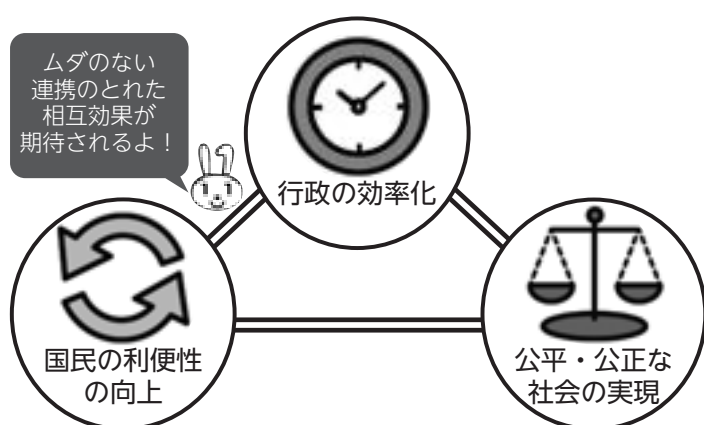 ムダのない
連携のとれた
相互効果が
期待されるよ！
行政の効率化
国民の利便性
の向上
公平・公正な
社会の実現